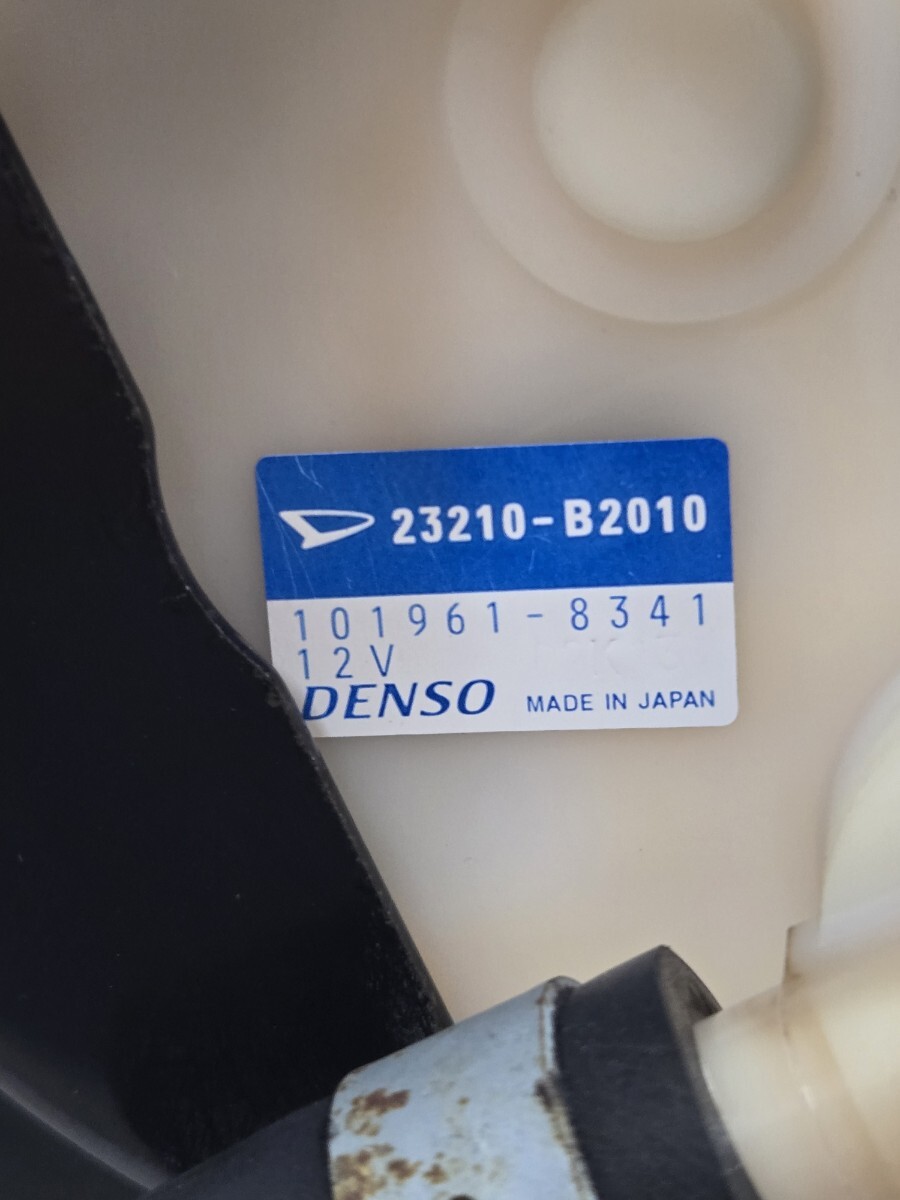 23210-B2010
101961-8341
12V
DENSO MADE IN JAPAN